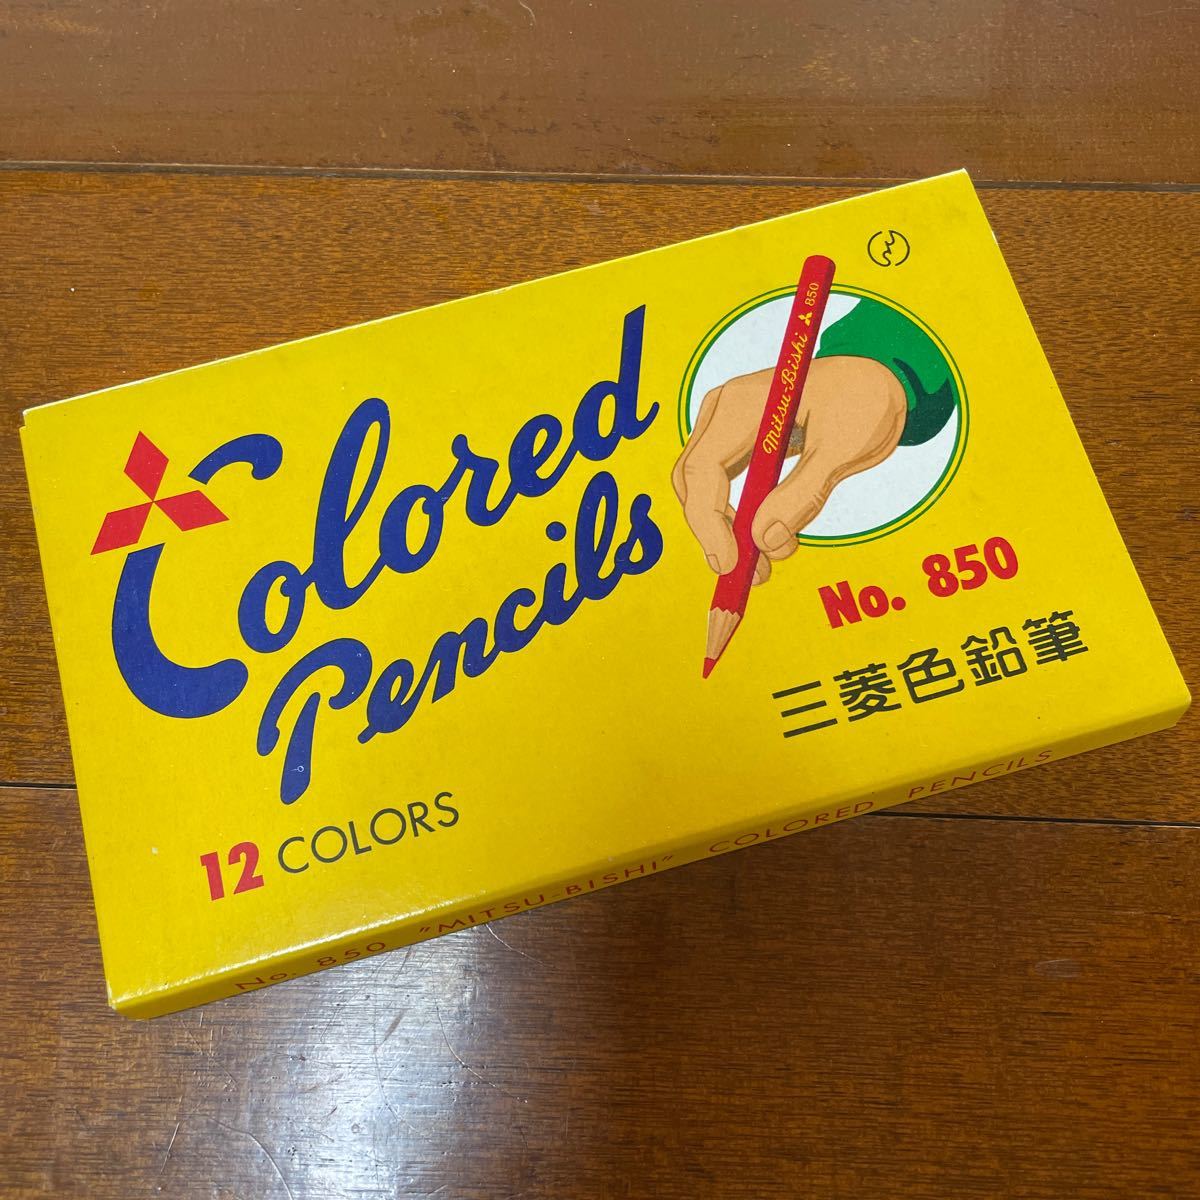 Colored
Pencils
Mitsu-Bishi 850
No. 850
三菱色鉛筆
12 COLORS
No. 850 "MITSU-BISHI" COLORED PENCILS